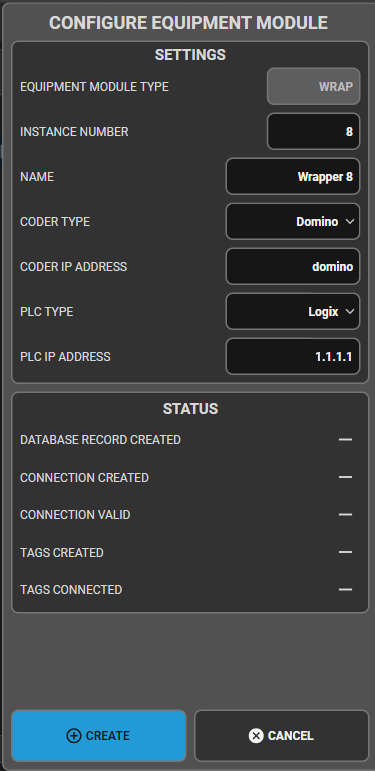 CONFIGURE EQUIPMENT MODULE
SETTINGS
EQUIPMENT MODULE TYPE WRAP
INSTANCE NUMBER 8
NAME Wrapper 8
CODER TYPE Domino
CODER IP ADDRESS domino
PLC TYPE Logix
PLC IP ADDRESS 1.1.1.1
STATUS
DATABASE RECORD CREATED —
CONNECTION CREATED —
CONNECTION VALID —
TAGS CREATED —
TAGS CONNECTED —
CREATE CANCEL